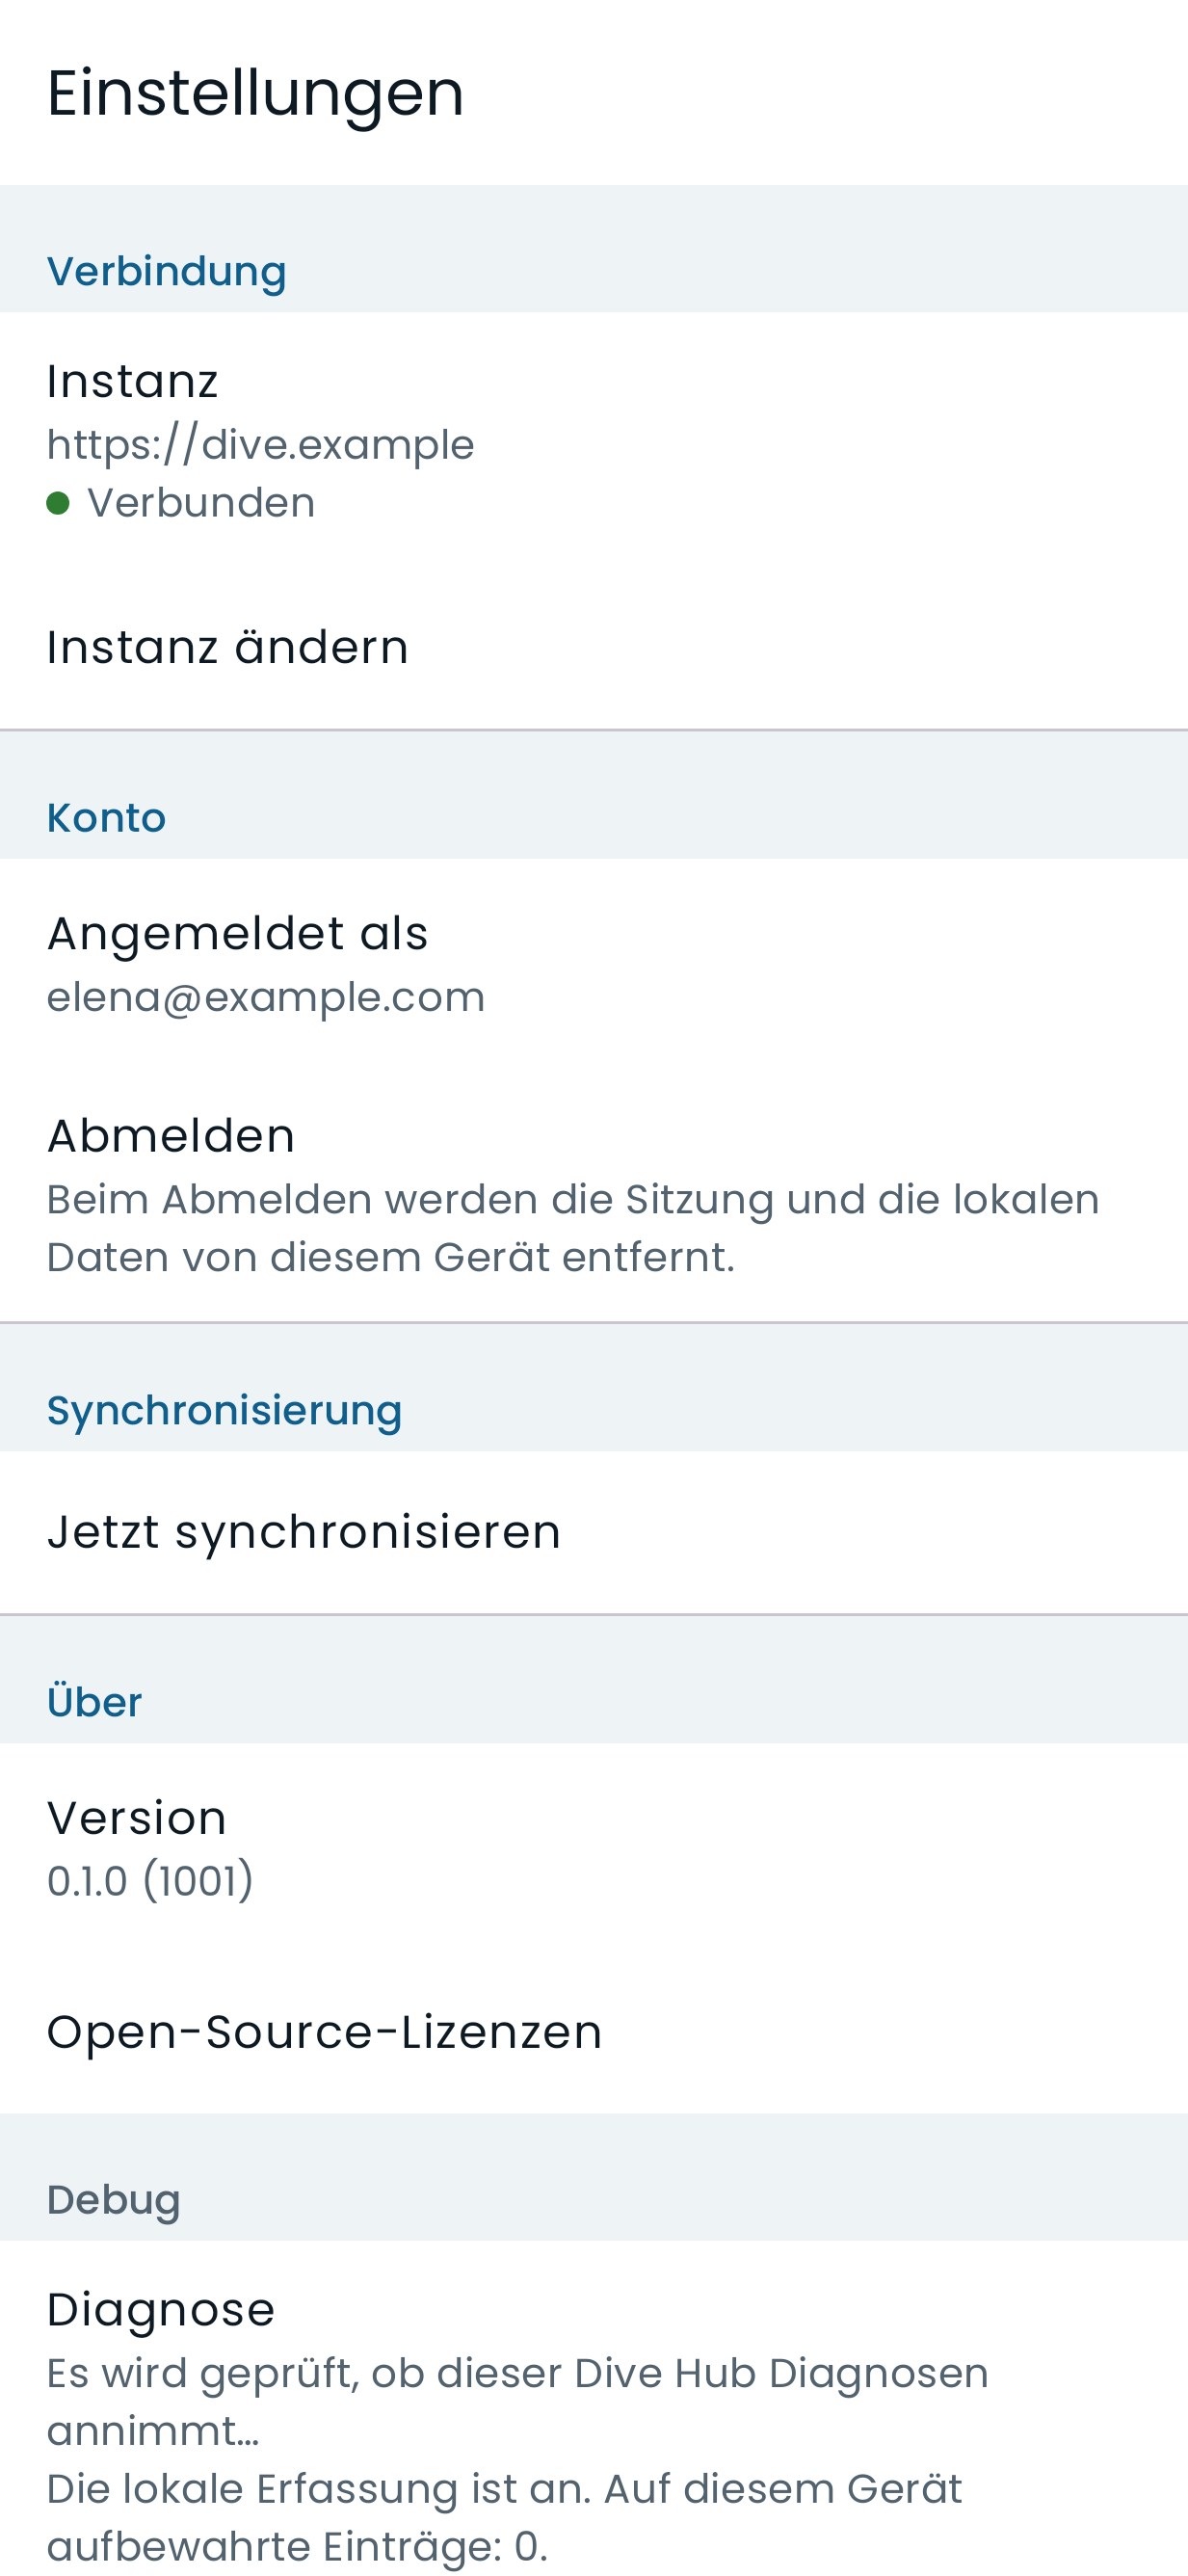 Einstellungen
Verbindung
Instanz
https://dive.example
Verbunden
Instanz ändern
Konto
Angemeldet als
elena@example.com
Abmelden
Beim Abmelden werden die Sitzung und die lokalen
Daten von diesem Gerät entfernt.
Synchronisierung
Jetzt synchronisieren
Über
Version
0.1.0 (1001)
Open-Source-Lizenzen
Debug
Diagnose
Es wird geprüft, ob dieser Dive Hub Diagnosen
annimmt…
Die lokale Erfassung ist an. Auf diesem Gerät
aufbewahrte Einträge: 0.